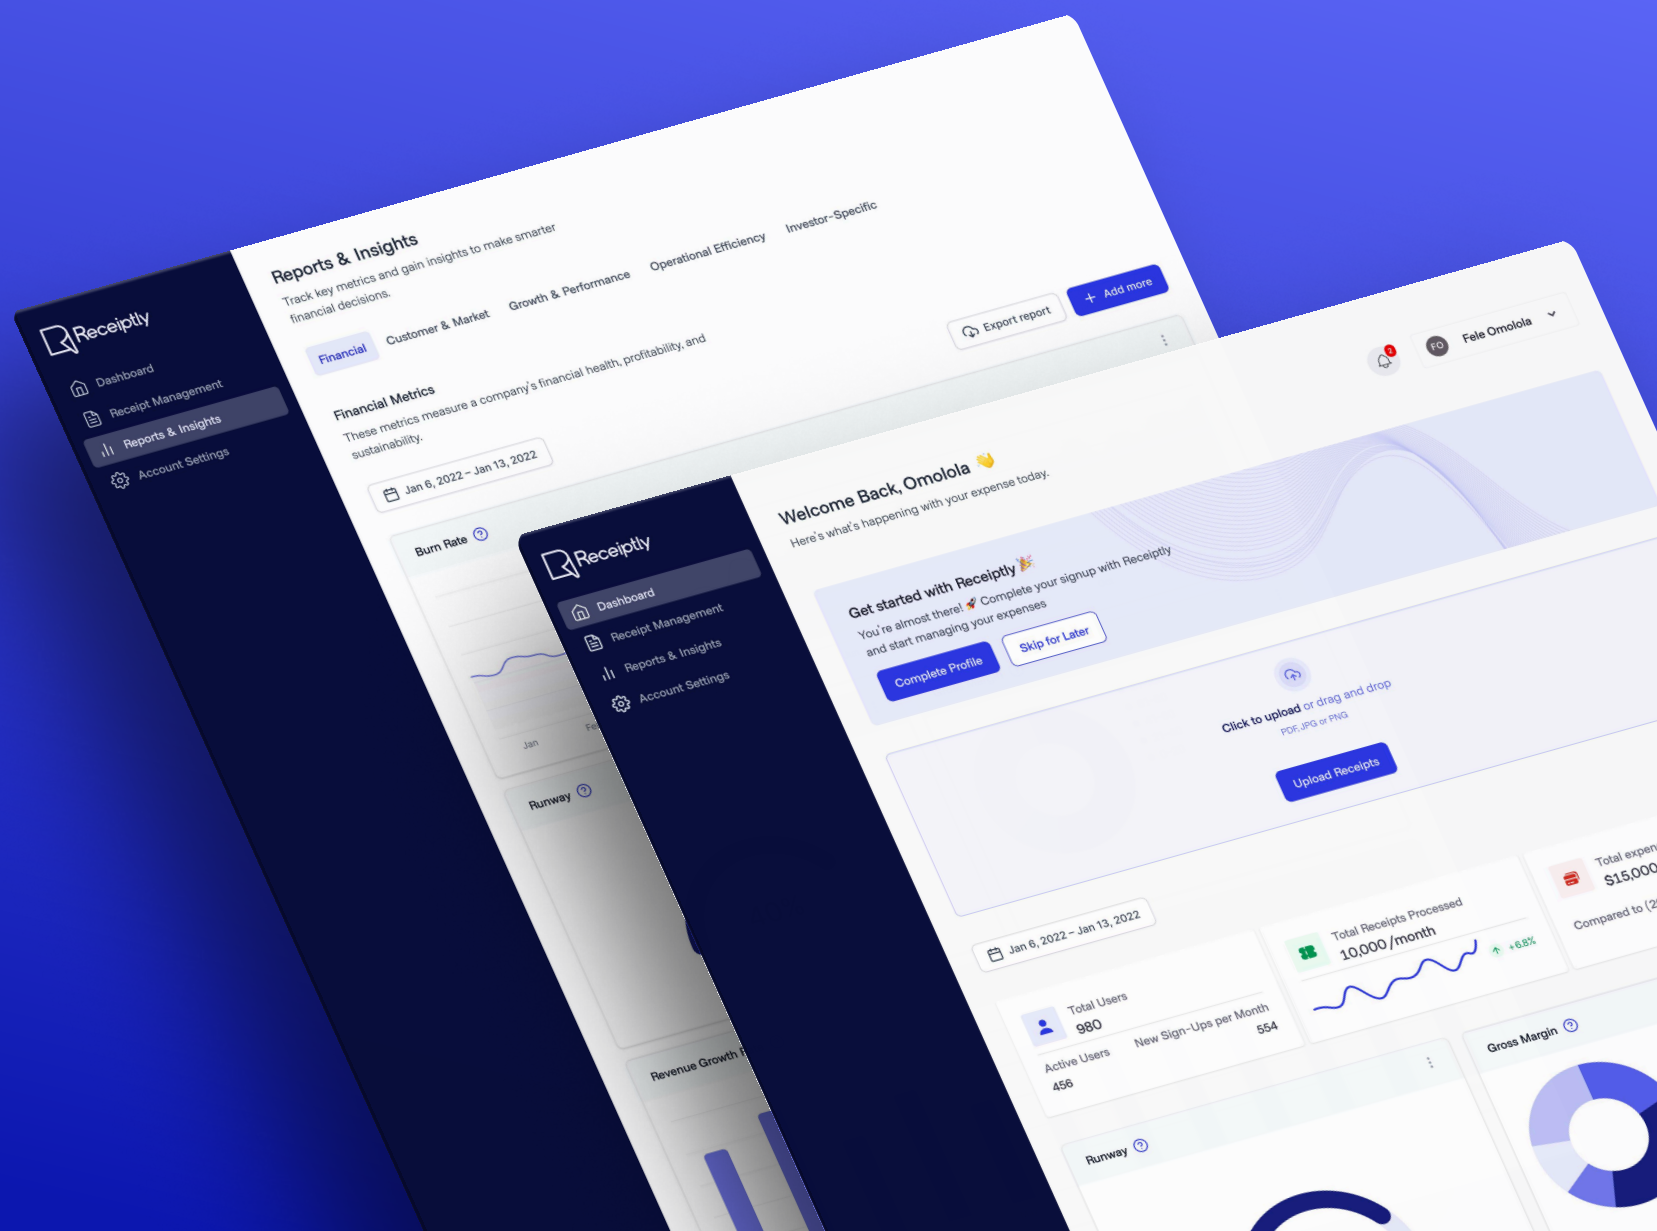 Receiptly
Dashboard
Receipt Management
Reports & Insights
Account Settings
Reports & Insights
Track key metrics and gain insights to make smarter
financial decisions.
Financial
Customer & Market
Growth & Performance
Operational Efficiency
Investor-Specific
Financial Metrics
These metrics measure a company's financial health, profitability, and
sustainability.
Export report
Add more
Jan 6, 2022 – Jan 13, 2022
Burn Rate
Jan
Runway
Revenue Growth
Receiptly
Dashboard
Receipt Management
Reports & Insights
Account Settings
2
FO
Fele Omolola
Welcome Back, Omolola 👋
Here's what's happening with your expense today.
Get started with Receiptly 🎉
You're almost there! 🚀 Complete your signup with Receiptly
and start managing your expenses
Complete Profile
Skip for Later
Click to upload or drag and drop
PDF, JPG or PNG
Upload Receipts
Jan 6, 2022 – Jan 13, 2022
Total Users
980
Active Users
456
New Sign-Ups per Month
554
Total Receipts Processed
10,000 /month
+6.8%
Total
$15,000
Compared to
Runway
Gross Margin